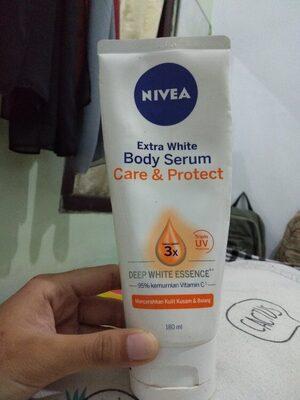 NIVEA
Extra White
Body Serum
Care & Protect
3x
Triple
UV
DEEP WHITE ESSENCE**
95% kemurnian Vitamin C
Mencerahkan Kulit Kusam & Belang
180 ml
CACTUS